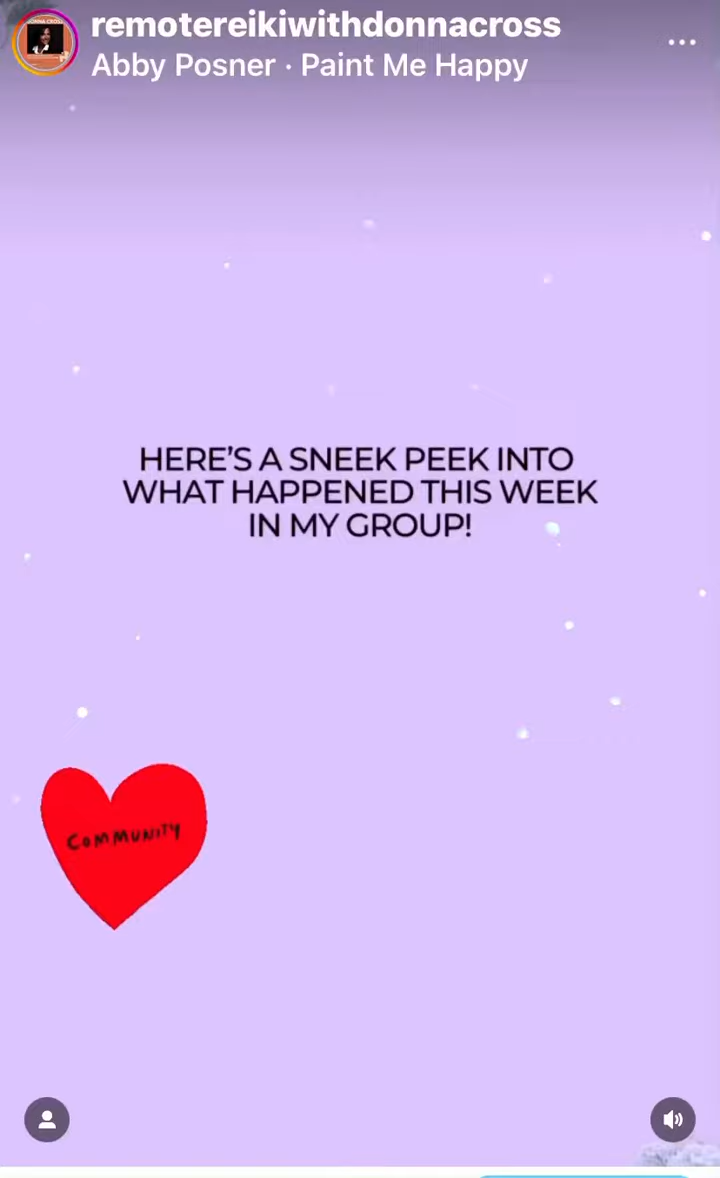 remotereikiwithdonnacross
Abby Posner · Paint Me Happy
HERE'S A SNEEK PEEK INTO
WHAT HAPPENED THIS WEEK
IN MY GROUP!
COMMUNITY